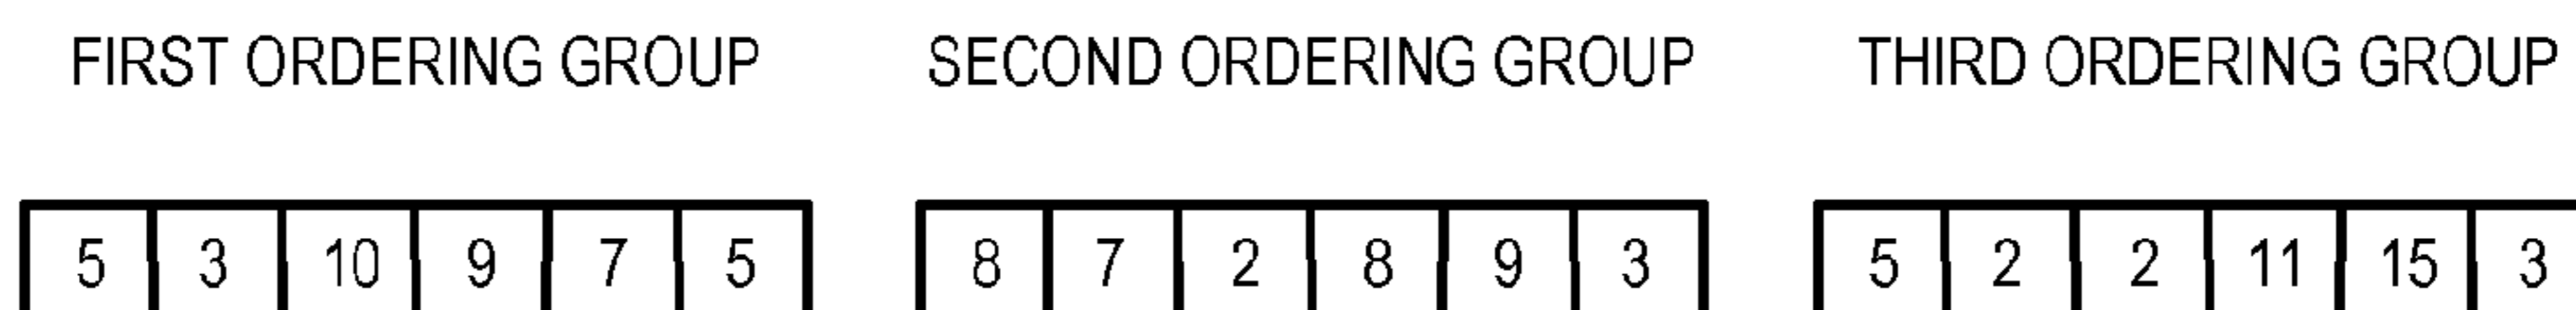 FIRST ORDERING GROUP SECOND ORDERING GROUP THIRD ORDERING GROUP
5 3 10 9 7 5 8 7 2 8 9 3 5 2 2 11 15 3